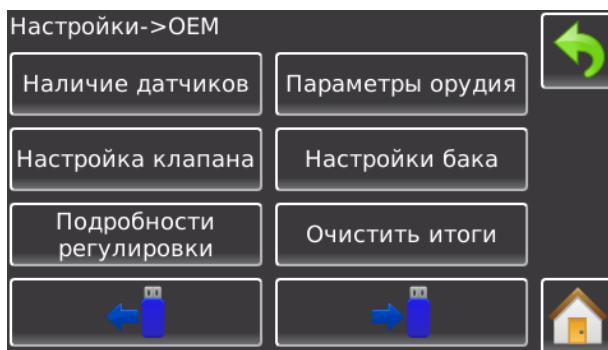 Настройки->OEM
Наличие датчиков
Параметры орудия
Настройка клапана
Настройки бака
Подробности
регулировки
Очистить итоги